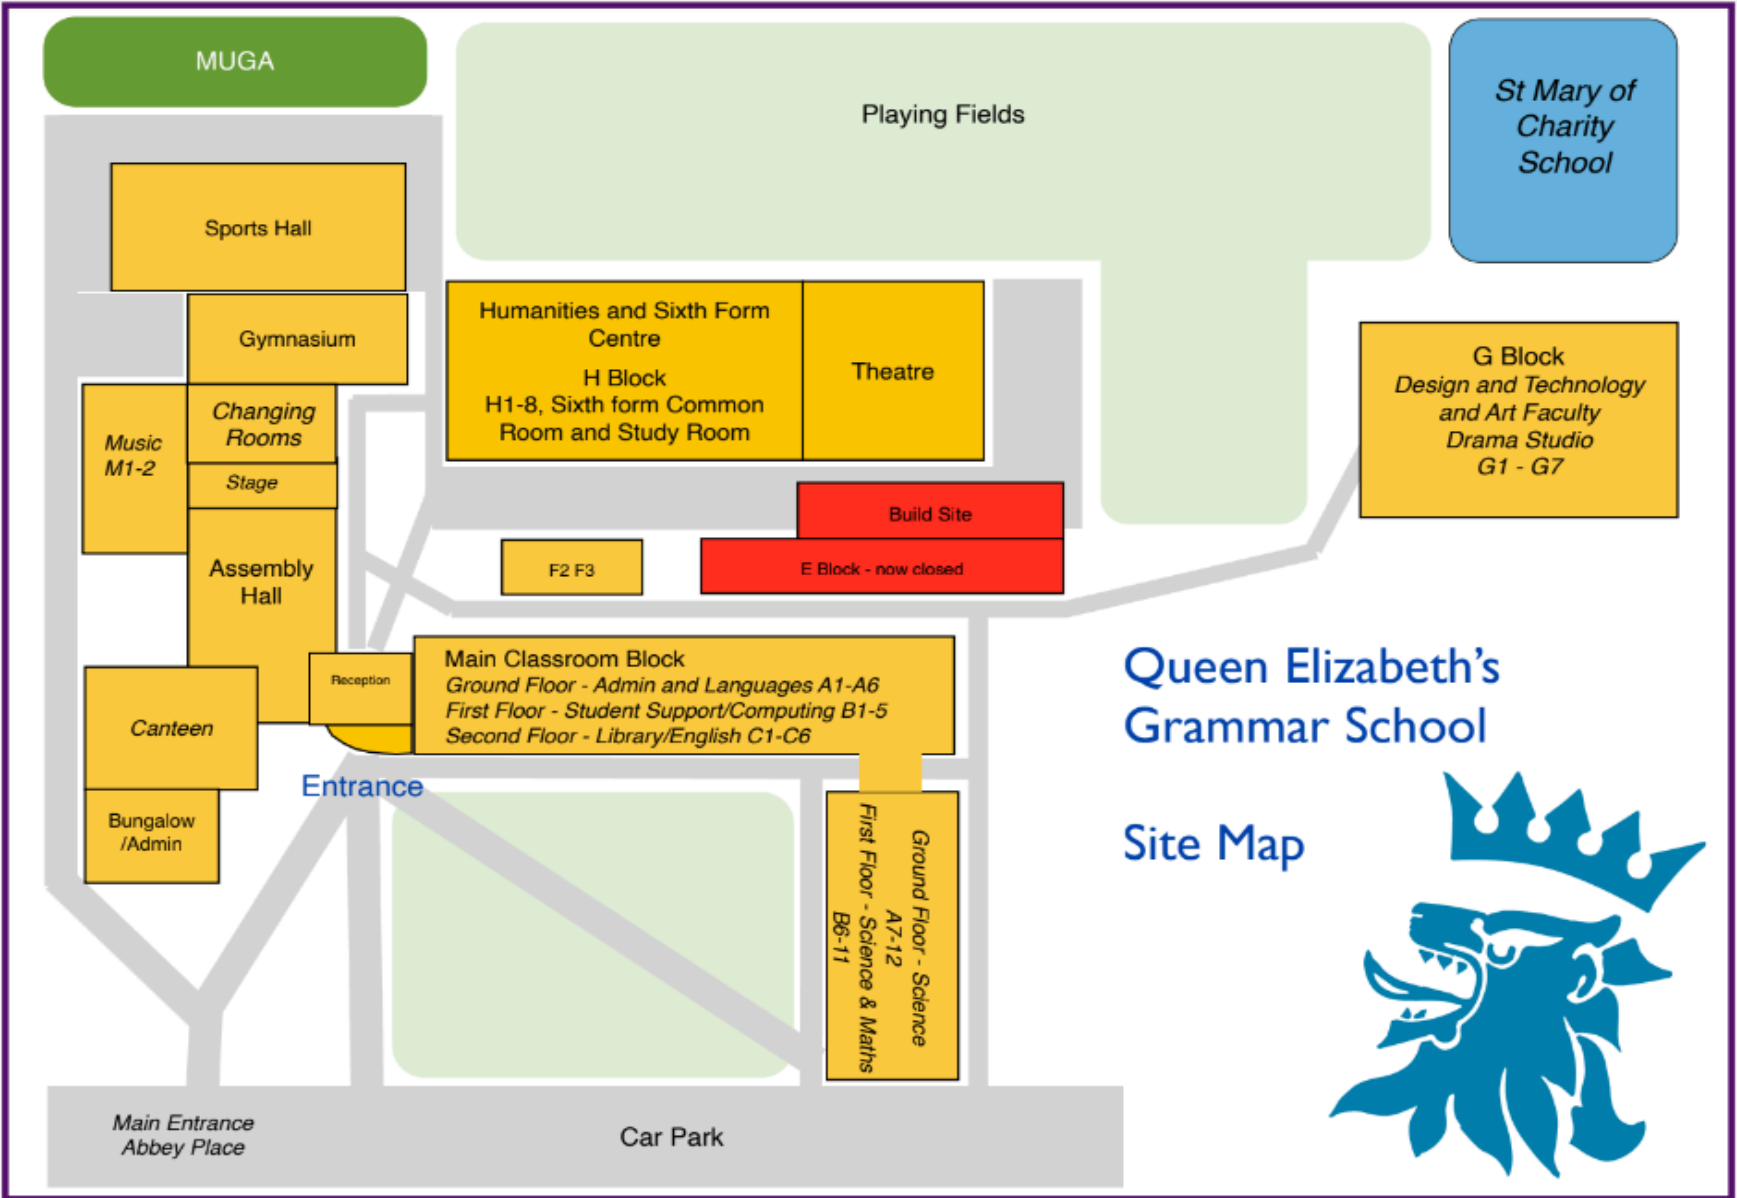 MUGA
Playing Fields
St Mary of
Charity
School
Sports Hall
Gymnasium
Humanities and Sixth Form
Centre
H Block
H1-8, Sixth form Common
Room and Study Room
Theatre
G Block
Design and Technology
and Art Faculty
Drama Studio
G1 - G7
Changing
Rooms
Music
M1-2
Stage
Build Site
Assembly
Hall
F2 F3
E Block - now closed
Main Classroom Block
Ground Floor - Admin and Languages A1-A6
First Floor - Student Support/Computing B1-5
Second Floor - Library/English C1-C6
Reception
Canteen
Entrance
Bungalow
/Admin
Ground Floor - Science
A7-12
First Floor - Science & Maths
B6-11
Queen Elizabeth's
Grammar School
Site Map
Main Entrance
Abbey Place
Car Park